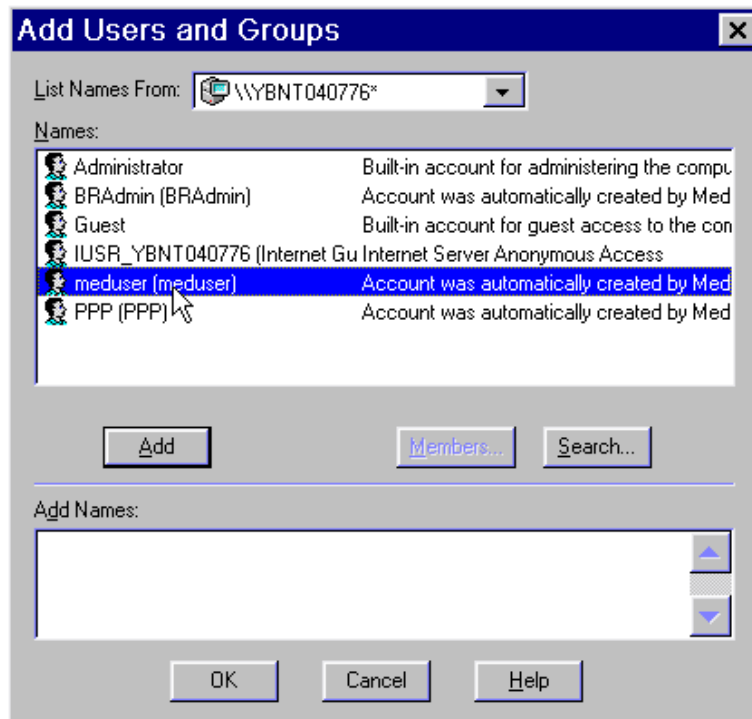 Add Users and Groups
List Names From: \\YBNT040776*
Names:
Administrator Built-in account for administering the compu
BRAdmin (BRAdmin) Account was automatically created by Med
Guest Built-in account for guest access to the con
IUSR_YBNT040776 (Internet Gu Internet Server Anonymous Access
meduser (meduser) Account was automatically created by Med
PPP (PPP) Account was automatically created by Med
Add Members... Search...
Add Names:
OK Cancel Help